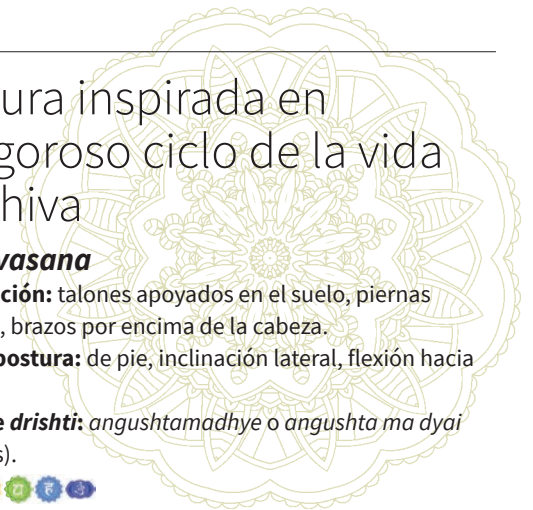 ura inspirada en
goroso ciclo de la vida
hiva
vasana
ción: talones apoyados en el suelo, piernas
, brazos por encima de la cabeza.
postura: de pie, inclinación lateral, flexión hacia
e drishti: angushtamadhye o angushta ma dyai
s).
य ह ॐ